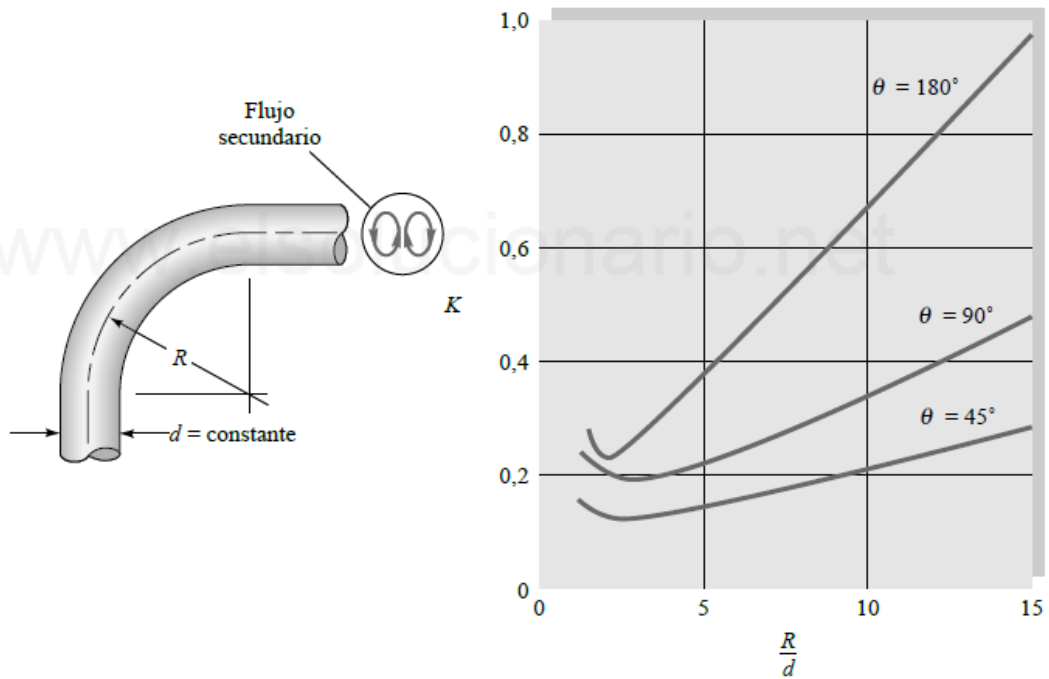 Flujo
secundario
R
d = constante
www.elsolucionario.net
K
1,0
0,8
0,6
0,4
0,2
0
θ = 180°
θ = 90°
θ = 45°
0
5
10
15
R
d